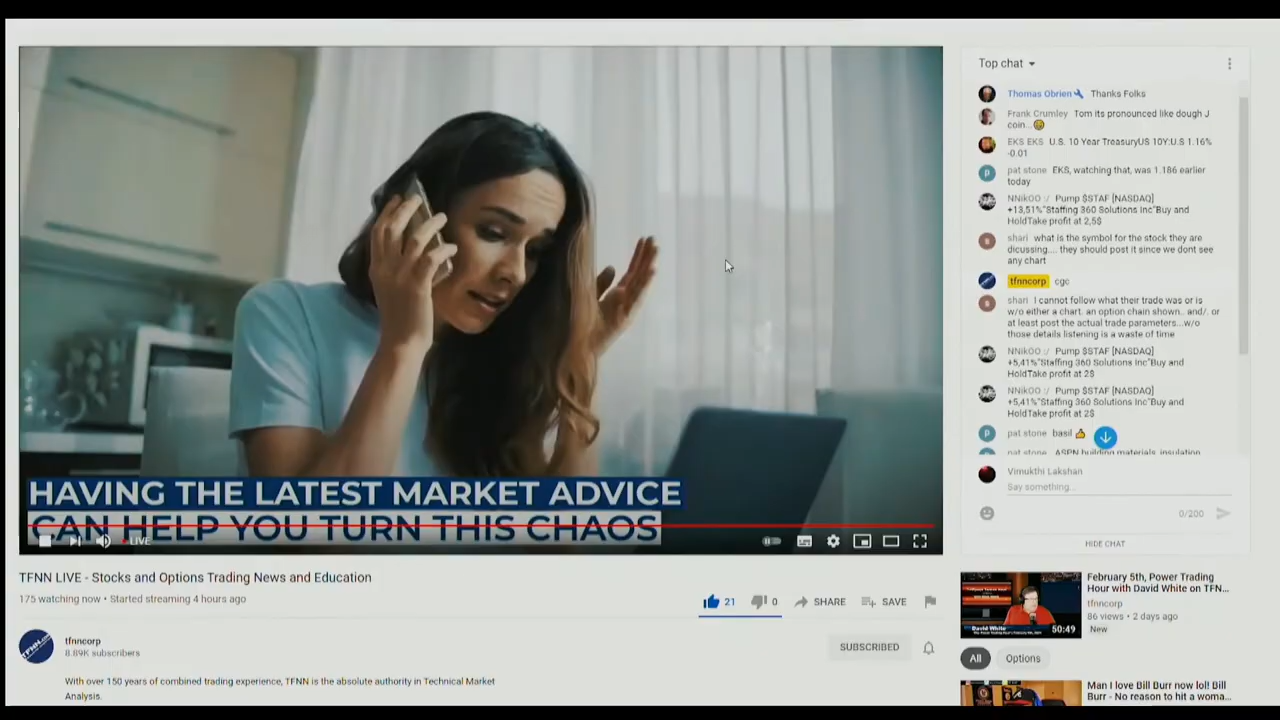 HAVING THE LATEST MARKET ADVICE
CAN HELP YOU TURN THIS CHAOS
LIVE
TFNN LIVE - Stocks and Options Trading News and Education
175 watching now • Started streaming 4 hours ago
21
0
SHARE
SAVE
tfnncorp
8.89K subscribers
SUBSCRIBED
With over 150 years of combined trading experience, TFNN is the absolute authority in Technical Market
Analysis.
Top chat
Thomas Obrien Thanks Folks
Frank Crumley Tom its pronounced like dough J
coin...
EKS EKS U.S. 10 Year TreasuryUS 10Y:U.S 1.16%
-0.01
pat stone EKS, watching that, was 1.186 earlier
today
NNikOO :/ Pump $STAF [NASDAQ]
+13,51%"Staffing 360 Solutions Inc"Buy and
HoldTake profit at 2,5$
shari what is the symbol for the stock they are
dicussing.... they should post it since we dont see
any chart
tfnncorp cgc
shari I cannot follow what their trade was or is
w/o either a chart. an option chain shown.. and/. or
at least post the actual trade parameters...w/o
those details listening is a waste of time
NNikOO :/ Pump $STAF [NASDAQ]
+5,41%"Staffing 360 Solutions Inc"Buy and
HoldTake profit at 2$
NNikOO :/ Pump $STAF [NASDAQ]
+5,41%"Staffing 360 Solutions Inc"Buy and
HoldTake profit at 2$
pat stone basil
pat stone ASPN building materials, insulation
Vimukthi Lakshan
Say something...
0/200
HIDE CHAT
February 5th, Power Trading
Hour with David White on TFN...
tfnncorp
86 views • 2 days ago
New
David White
50:49
All
Options
Man I love Bill Burr now lol! Bill
Burr - No reason to hit a woma...